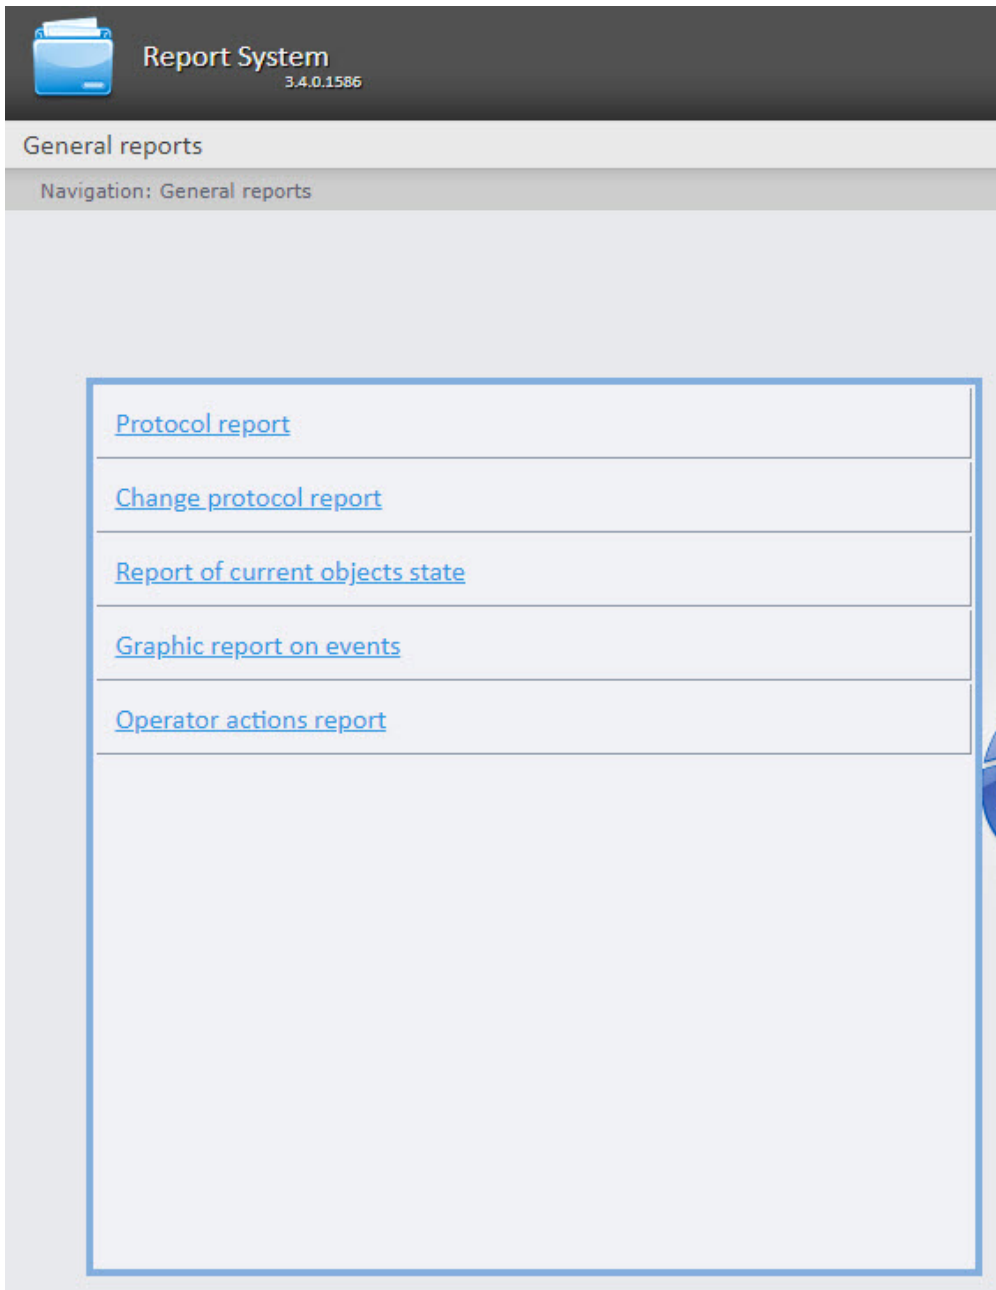 Report System
3.4.0.1586
General reports
Navigation: General reports
Protocol report
Change protocol report
Report of current objects state
Graphic report on events
Operator actions report